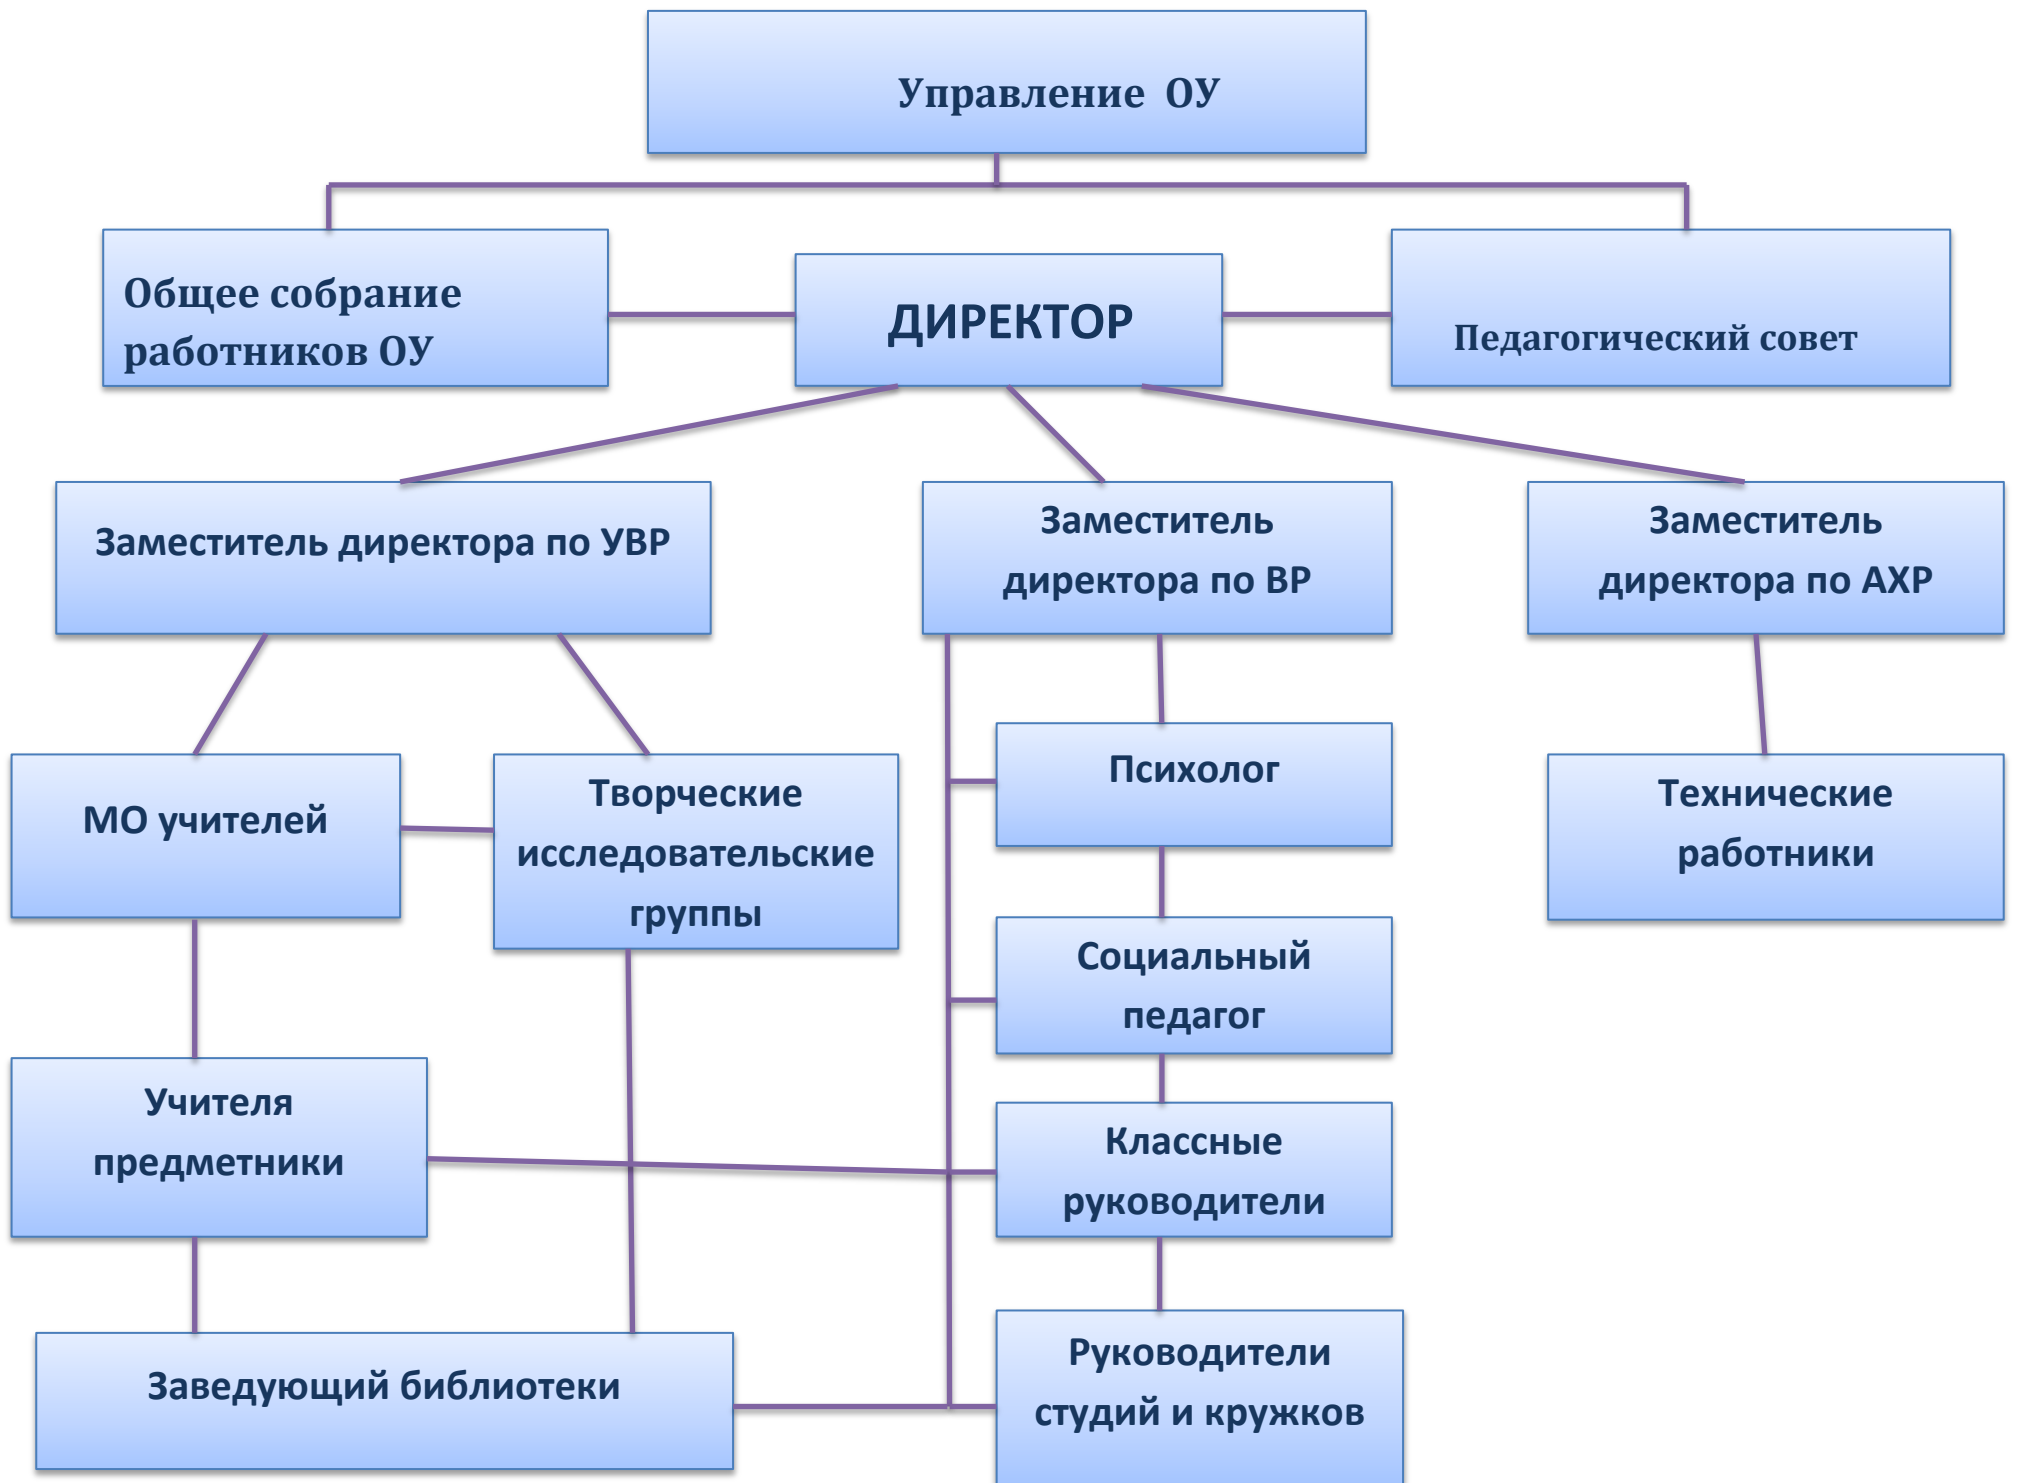 Управление ОУ
Общее собрание
работников ОУ
ДИРЕКТОР
Педагогический совет
Заместитель директора по УВР
Заместитель
директора по ВР
Заместитель
директора по АХР
МО учителей
Творческие
исследовательские
группы
Психолог
Технические
работники
Социальный
педагог
Учителя
предметники
Классные
руководители
Заведующий библиотеки
Руководители
студий и кружков